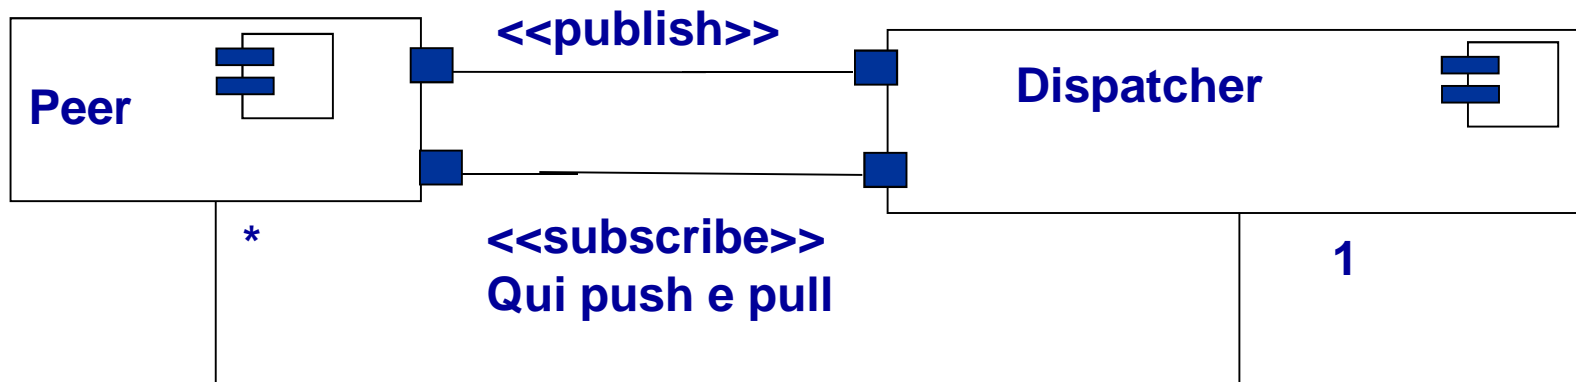 <<publish>>
Peer
Dispatcher
*
<<subscribe>>
Qui push e pull
1